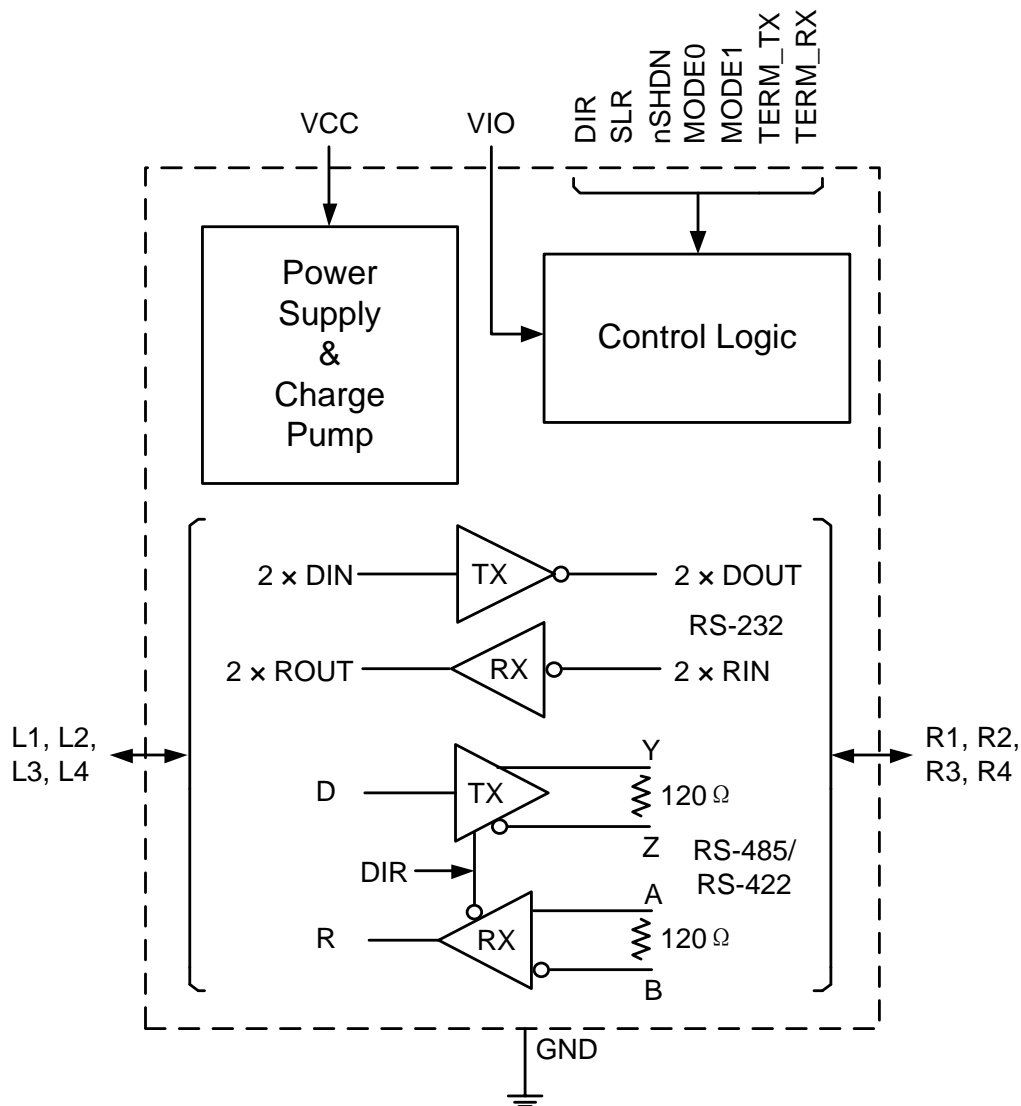 DIR
SLR
nSHDN
MODE0
MODE1
TERM_TX
TERM_RX
VCC
VIO
Power
Supply
&
Charge
Pump
Control Logic
2 × DIN
TX
2 × DOUT
RS-232
2 × ROUT
RX
2 × RIN
L1, L2,
L3, L4
R1, R2,
R3, R4
Y
D
TX
120 Ω
Z
RS-485/
RS-422
DIR
A
R
RX
120 Ω
B
GND